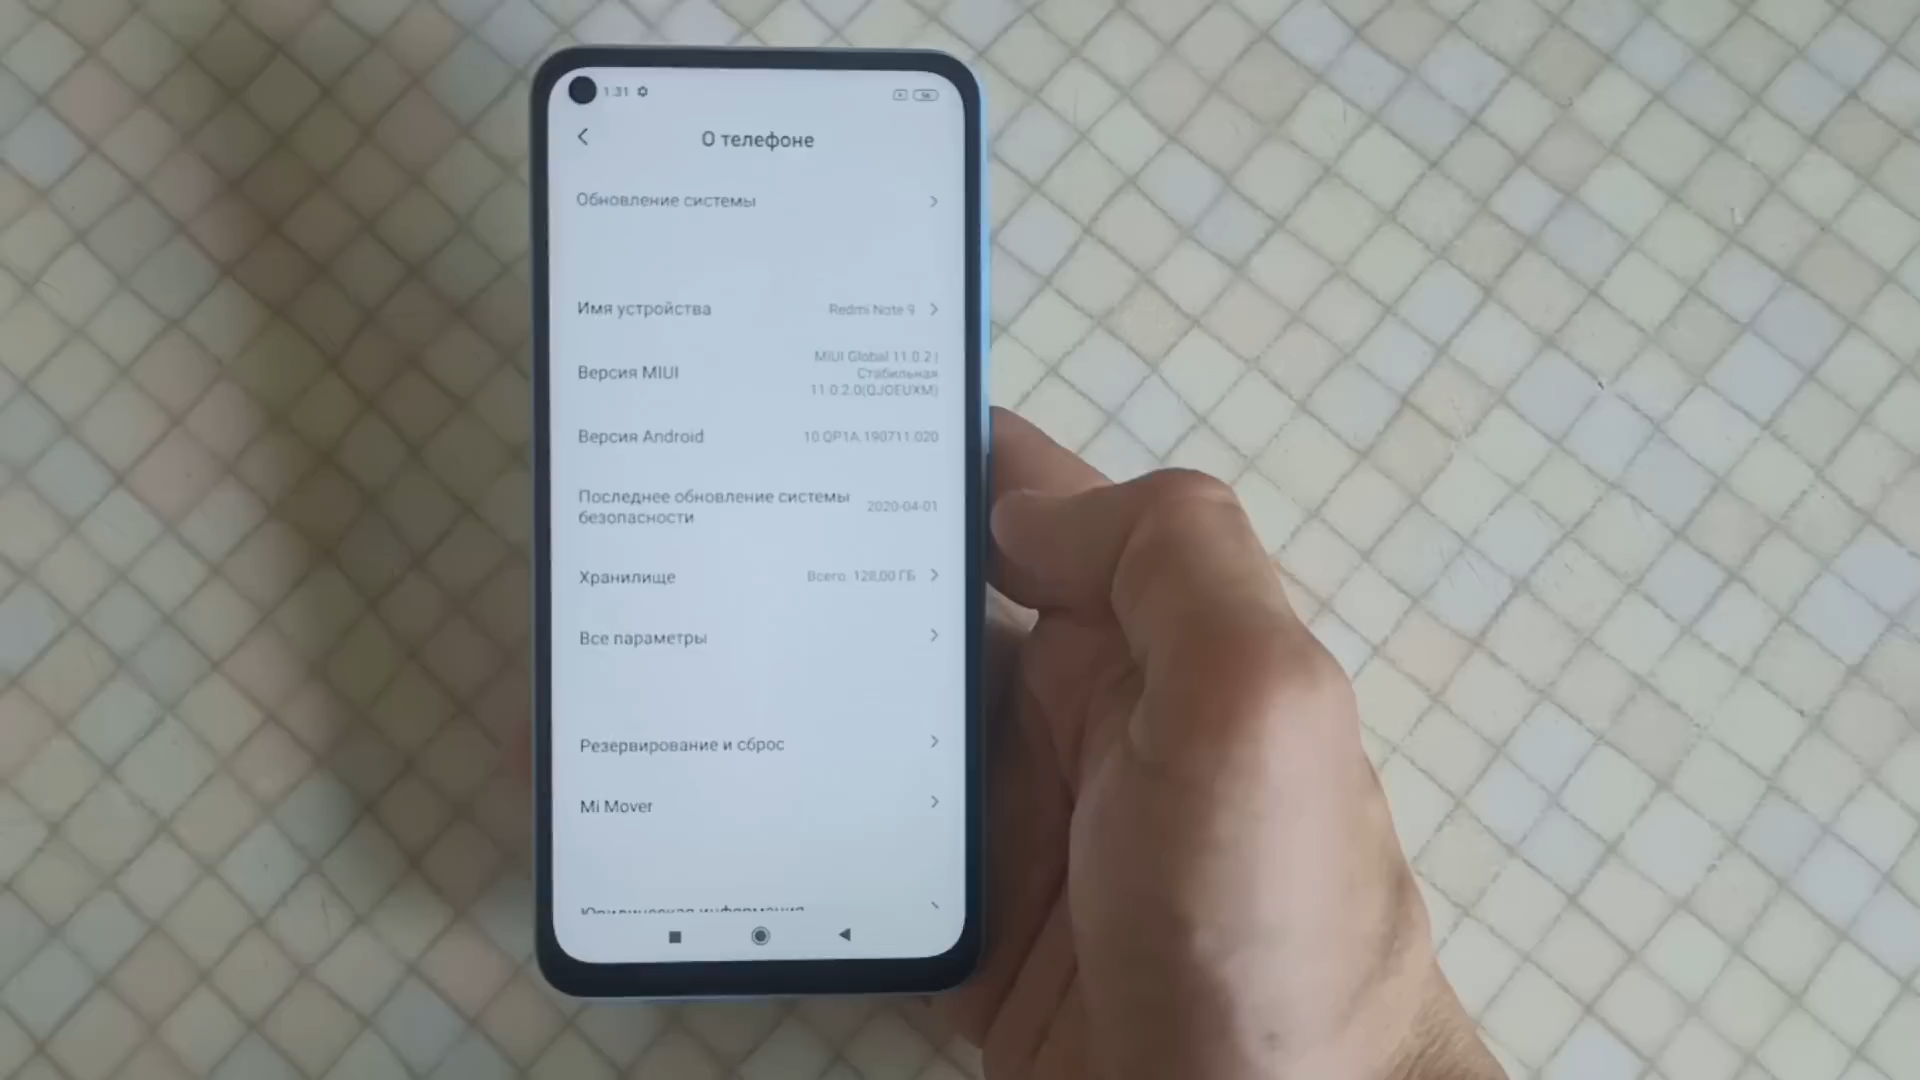 1:31
О телефоне
Обновление системы
Имя устройства
Redmi Note 9
Версия MIUI
MIUI Global 11.0.2 |
Стабильная
11.0.2.0(QJOEUXM)
Версия Android
10 QP1A.190711.020
Последнее обновление системы
безопасности
2020-04-01
Хранилище
Всего: 128,00 ГБ
Все параметры
Резервирование и сброс
Mi Mover
Юридическая информация